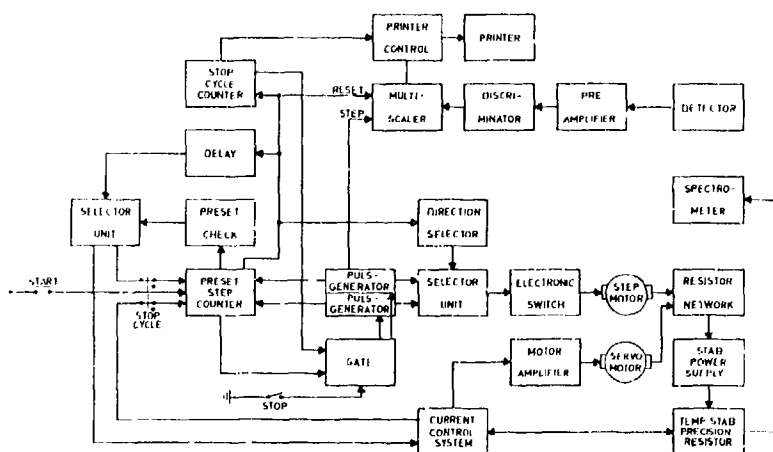 PRINTER
CONTROL
PRINTER
STOP
CYCLE
COUNTER
RESET
MULTI-
SCALER
DISCRI-
MINATOR
PRE
AMPLIFIER
DETECTOR
STEP
DELAY
SPECTRO-
METER
SELECTOR
UNIT
PRESET
CHECK
DIRECTION
SELECTOR
START
PRESET
STEP
COUNTER
STOP
CYCLE
PULS-
GENERATOR
PULS-
GENERATOR
SELECTOR
UNIT
ELECTRONIC
SWITCH
STEP
MOTOR
RESISTOR
NETWORK
GATE
MOTOR
AMPLIFIER
SERVO
MOTOR
STAB
POWER
SUPPLY
STOP
CURRENT
CONTROL
SYSTEM
TEMP STAB
PRECISION
RESISTOR